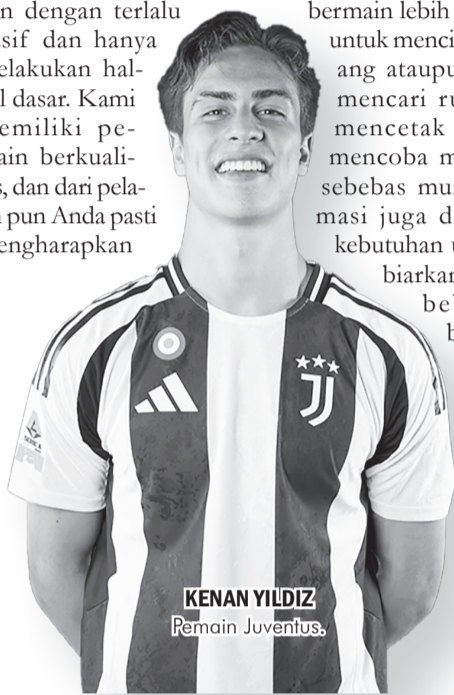 n dengan terlalu
sif dan hanya
elakukan hal-
l dasar. Kami
emiliki pe-
ain berkuali-
s, dan dari pela-
n pun Anda pasti
engharapkan
bermain lebih
untuk menci
ang ataupu
mencari ru
mencetak
mencoba m
sebebas mu
masi juga d
kebutuhan u
biarkan
be
b
KENAN YILDIZ
Pemain Juventus.